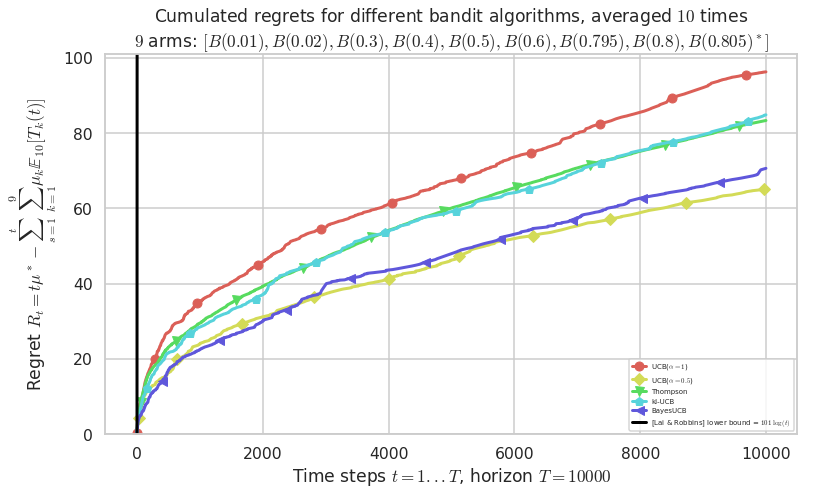 Cumulated regrets for different bandit algorithms, averaged 10 times
9 arms: [B(0.01), B(0.02), B(0.3), B(0.4), B(0.5), B(0.6), B(0.795), B(0.8), B(0.805)*]
Regret R_t = tμ* − ∑_{s=1}^{t} ∑_{k=1}^{9} μ_k 𝔼_{10}[T_k(t)]
100
80
60
40
20
0
UCB(α=1)
UCB(α=0.5)
Thompson
kl-UCB
BayesUCB
[Lai & Robbins] lower bound = 101 log(t)
0 2000 4000 6000 8000 10000
Time steps t = 1...T, horizon T = 10000